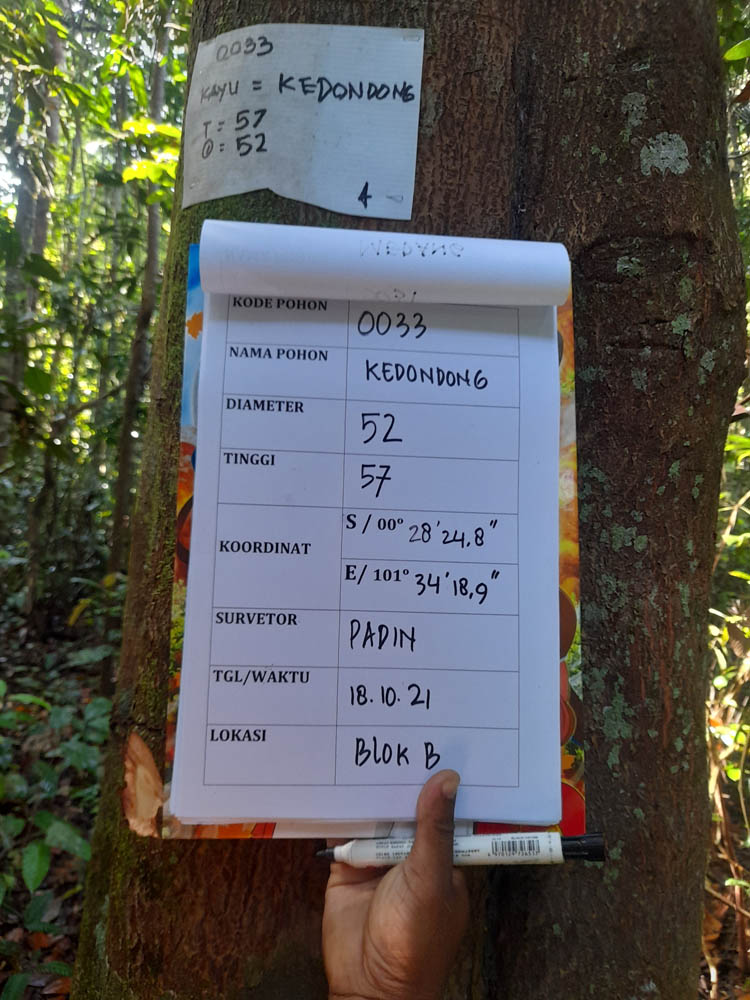 0033
KAYU = KEDONDONG
T = 57
52
WEDANG
KODE POHON 0033
NAMA POHON KEDONDONG
DIAMETER 52
TINGGI 57
KOORDINAT S / 00° 28'24.8"
E/ 101° 34'18,9"
SURVETOR PADIN
TGL/WAKTU 18.10.21
LOKASI BLOK B